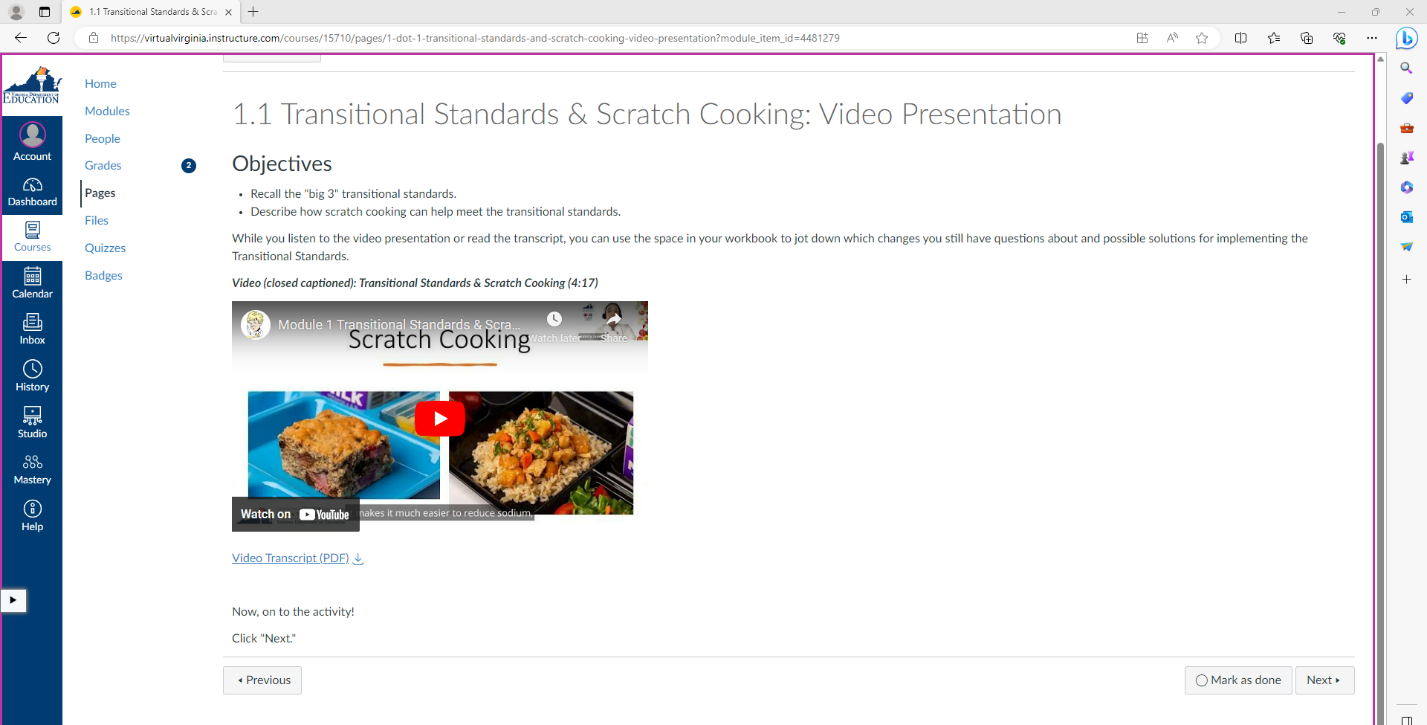 1.1 Transitional Standards & Scra
https://virtualvirginia.instructure.com/courses/15710/pages/1-dot-1-transitional-standards-and-scratch-cooking-video-presentation?module_item_id=4481279
EDUCATION
Account
Dashboard
Courses
Calendar
Inbox
History
Studio
Mastery
Help
Home
Modules
People
Grades
2
Pages
Files
Quizzes
Badges
1.1 Transitional Standards & Scratch Cooking: Video Presentation
Objectives
• Recall the "big 3" transitional standards.
• Describe how scratch cooking can help meet the transitional standards.
While you listen to the video presentation or read the transcript, you can use the space in your workbook to jot down which changes you still have questions about and possible solutions for implementing the
Transitional Standards.
Video (closed captioned): Transitional Standards & Scratch Cooking (4:17)
Module 1 Transitional Standards & Scra...
Watch later
Share
Scratch Cooking
MILK
Watch on YouTube
makes it much easier to reduce sodium,
Video Transcript (PDF)
Now, on to the activity!
Click "Next."
Previous
Mark as done
Next